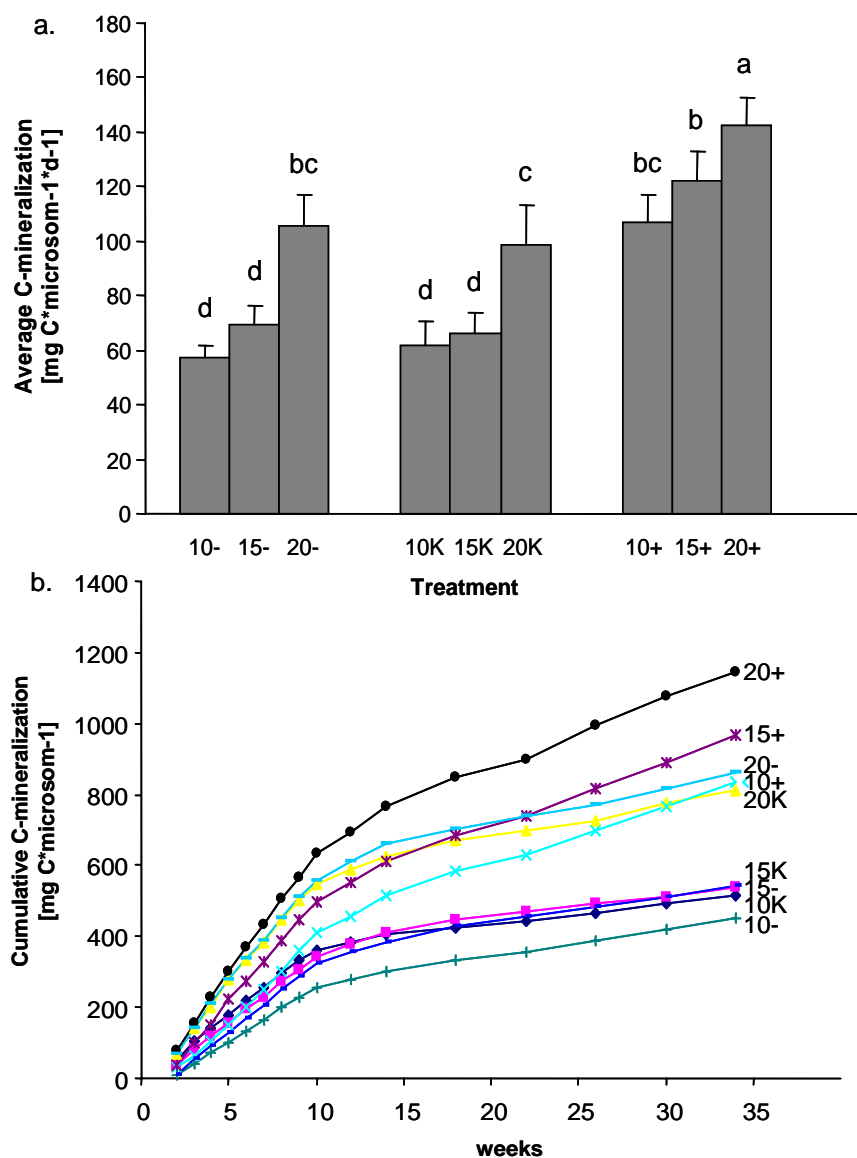 a.
180
160
140
120
100
80
60
40
20
0
Average C-mineralization
[mg C*microsom-1*d-1]
d d bc
d d c
bc b a
10- 15- 20- 10K 15K 20K 10+ 15+ 20+
Treatment
b.
1400
1200
1000
800
600
400
200
0
Cumulative C-mineralization
[mg C*microsom-1]
20+
15+
20-
10+
20K
15K
15-
10K
10-
0 5 10 15 22 25 30 35
weeks